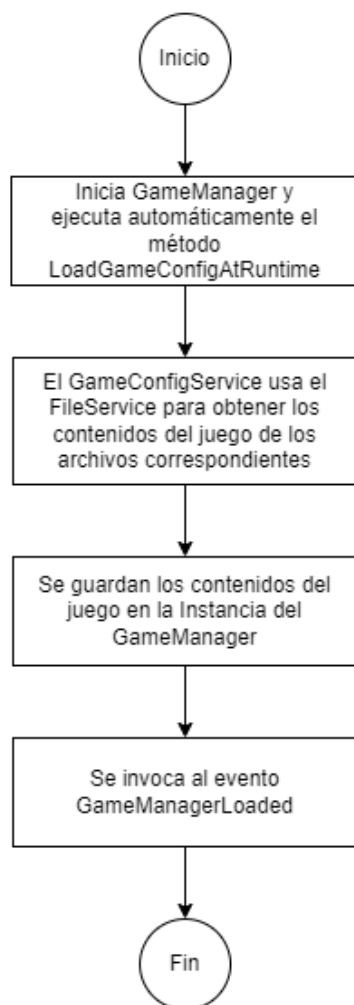 Inicio
Inicia GameManager y
ejecuta automáticamente el
método
LoadGameConfigAtRuntime
El GameConfigService usa el
FileService para obtener los
contenidos del juego de los
archivos correspondientes
Se guardan los contenidos del
juego en la Instancia del
GameManager
Se invoca al evento
GameManagerLoaded
Fin